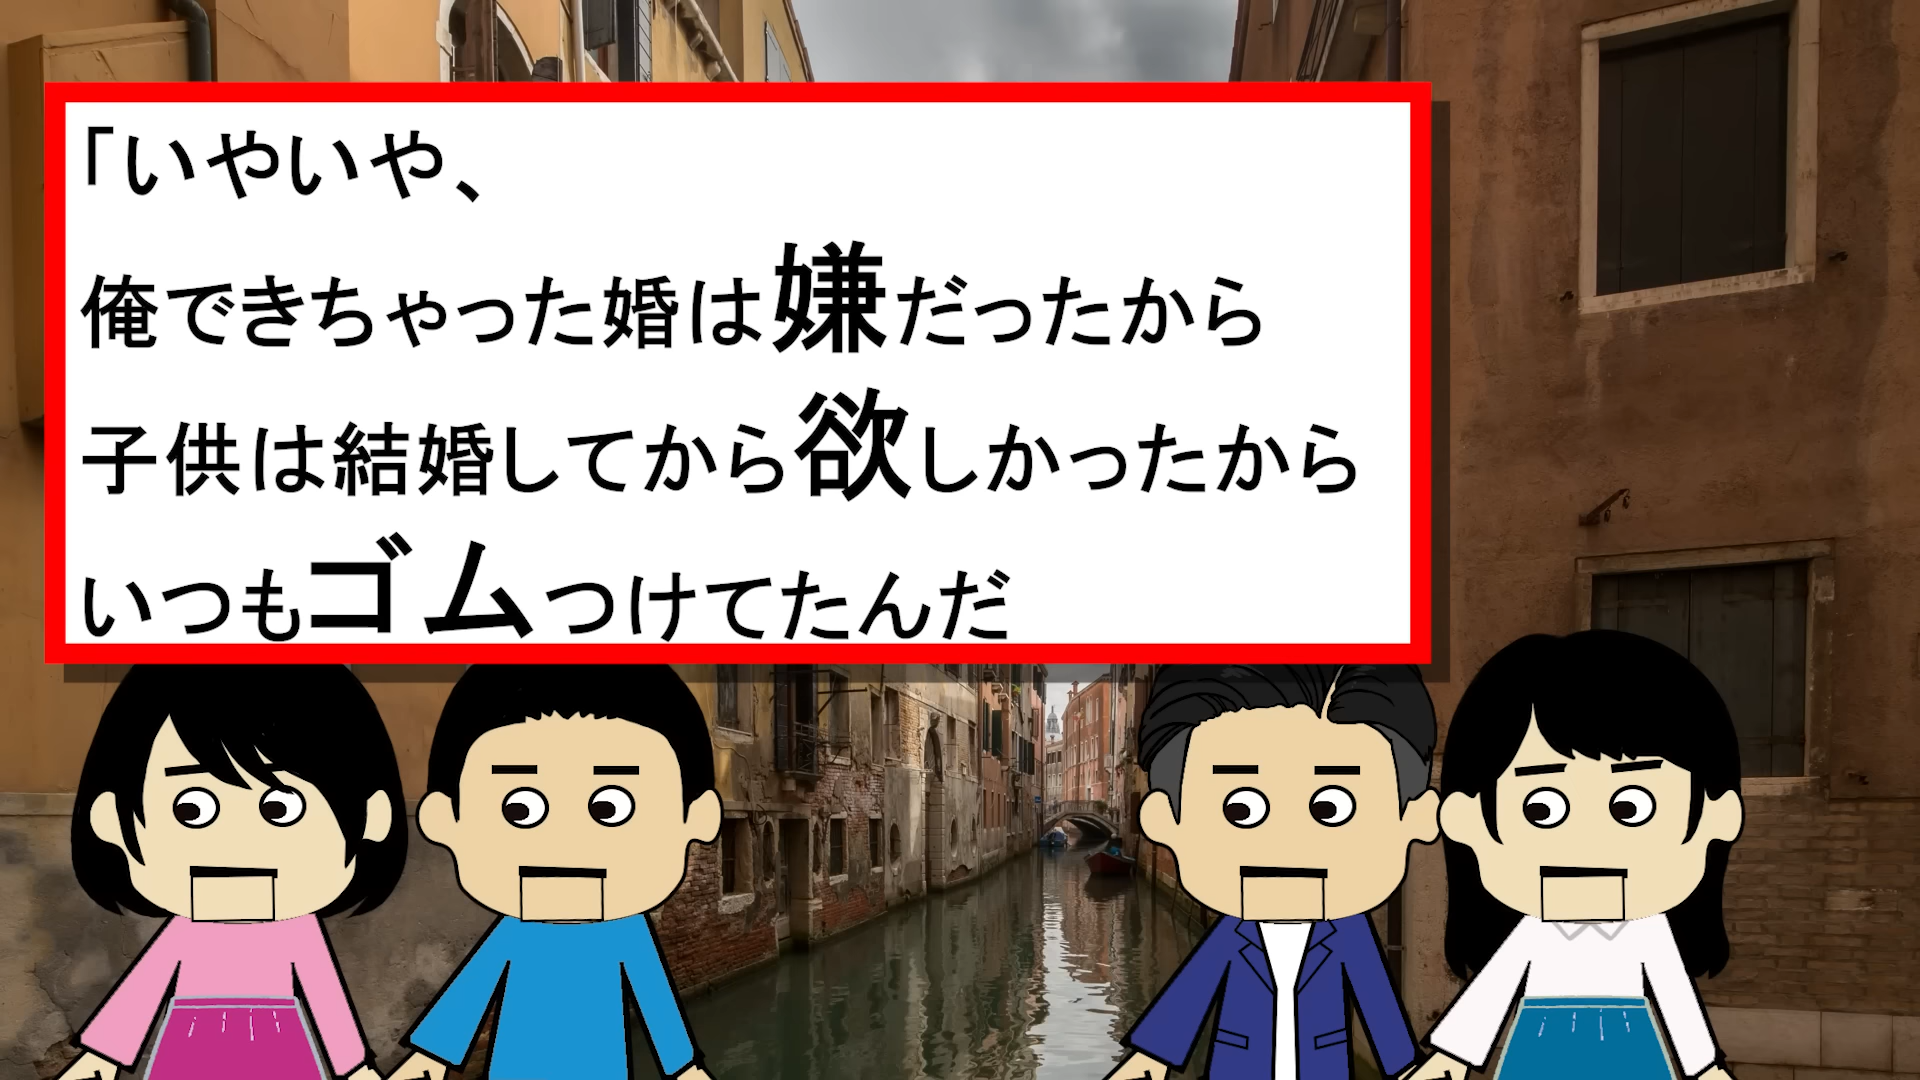 「いやいや、
俺できちゃった婚は嫌だったから
子供は結婚してから欲しかったから
いつもゴムつけてたんだ